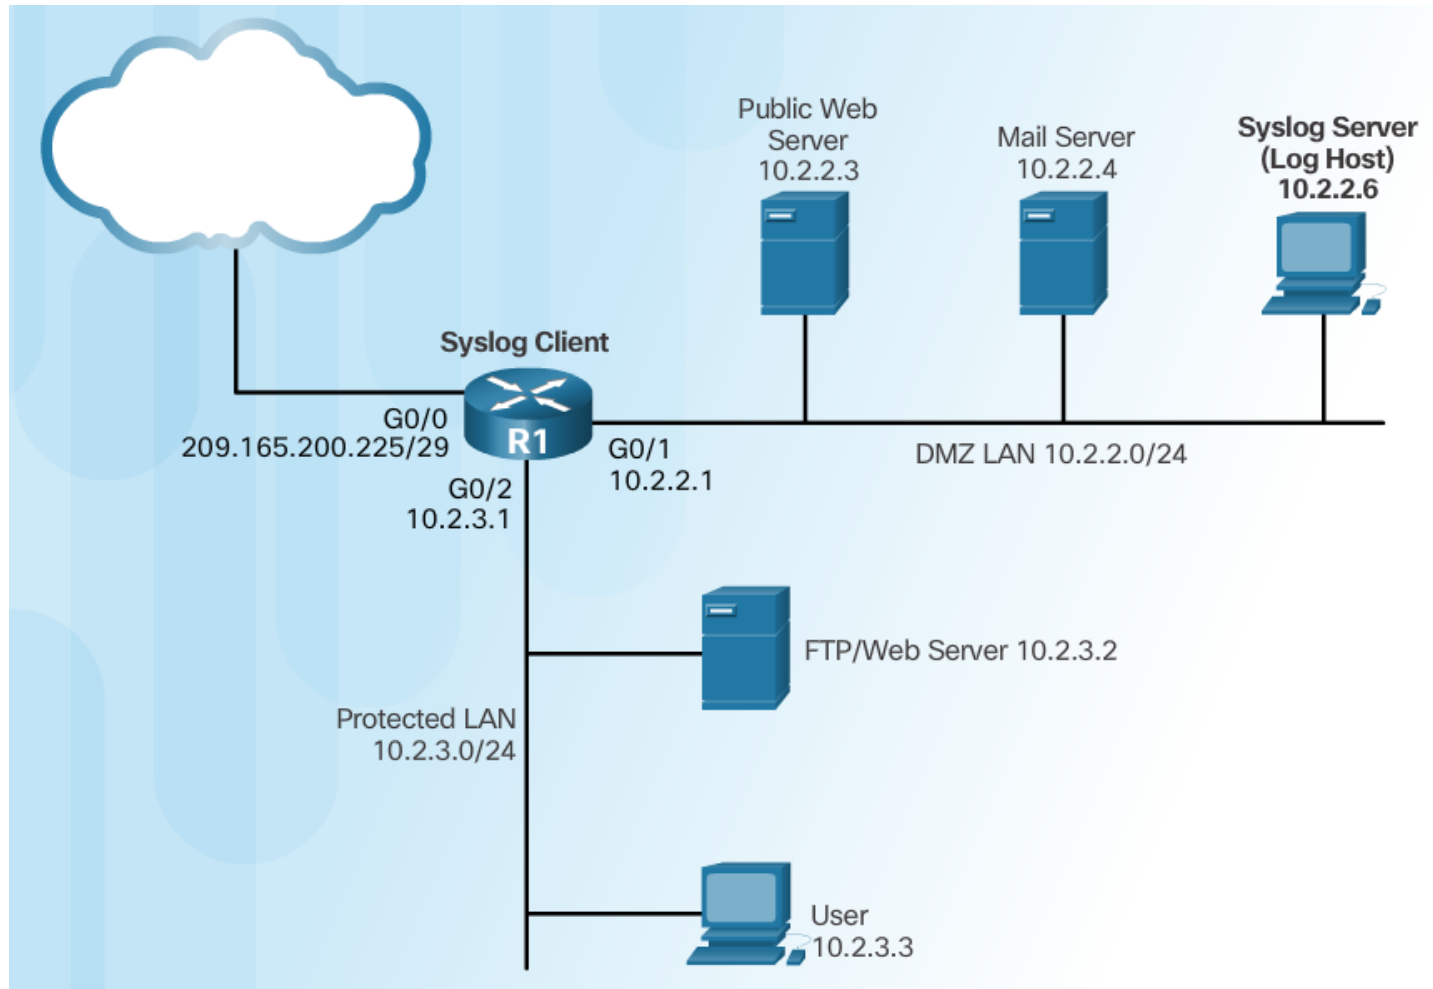 Public Web
Server
10.2.2.3
Mail Server
10.2.2.4
Syslog Server
(Log Host)
10.2.2.6
Syslog Client
R1
G0/0
209.165.200.225/29
G0/1
10.2.2.1
DMZ LAN 10.2.2.0/24
G0/2
10.2.3.1
FTP/Web Server 10.2.3.2
Protected LAN
10.2.3.0/24
User
10.2.3.3